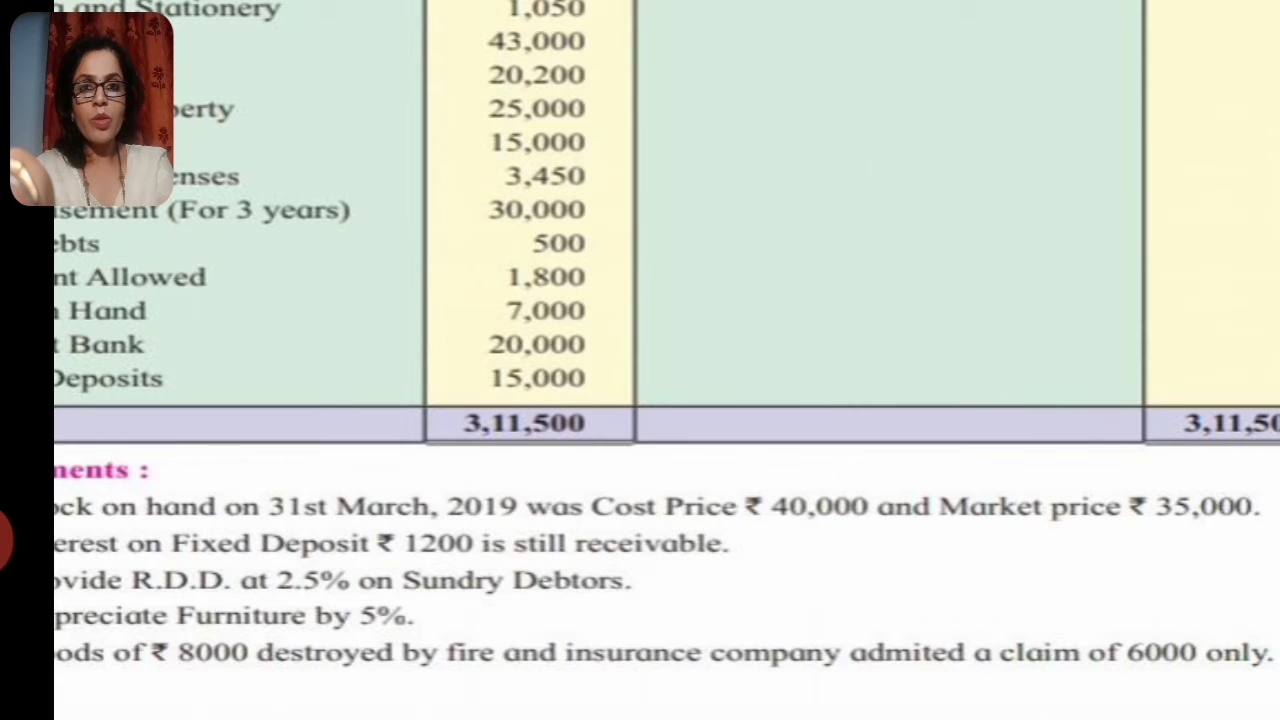 and Stationery 1,050
43,000
20,200
perty 25,000
15,000
enses 3,450
isement (For 3 years) 30,000
ebts 500
nt Allowed 1,800
Hand 7,000
t Bank 20,000
Deposits 15,000
3,11,500 3,11,50
ments :
ock on hand on 31st March, 2019 was Cost Price ₹ 40,000 and Market price ₹ 35,000.
erest on Fixed Deposit ₹ 1200 is still receivable.
ovide R.D.D. at 2.5% on Sundry Debtors.
preciate Furniture by 5%.
ods of ₹ 8000 destroyed by fire and insurance company admited a claim of 6000 only.